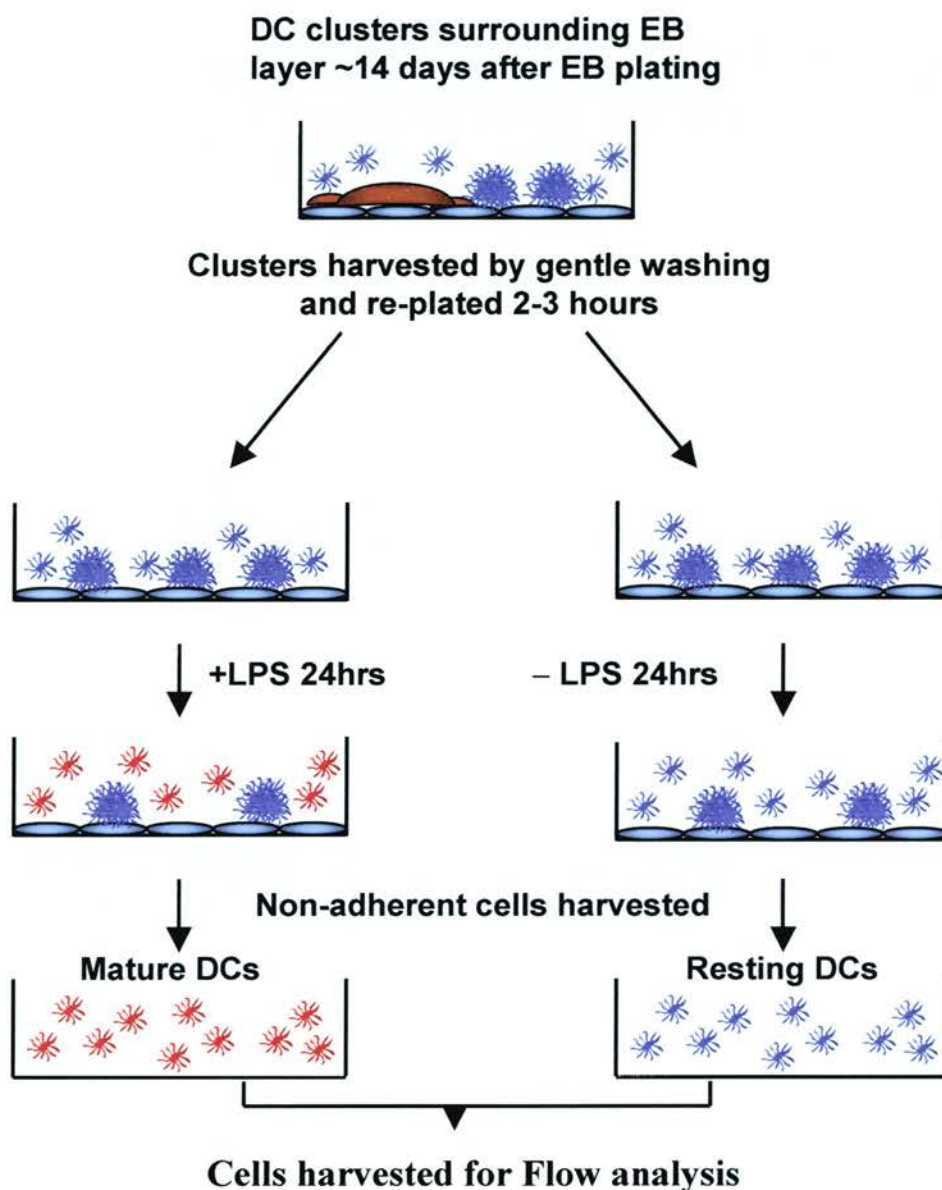 DC clusters surrounding EB
layer ~14 days after EB plating
Clusters harvested by gentle washing
and re-plated 2-3 hours
+LPS 24hrs
– LPS 24hrs
Non-adherent cells harvested
Mature DCs
Resting DCs
Cells harvested for Flow analysis